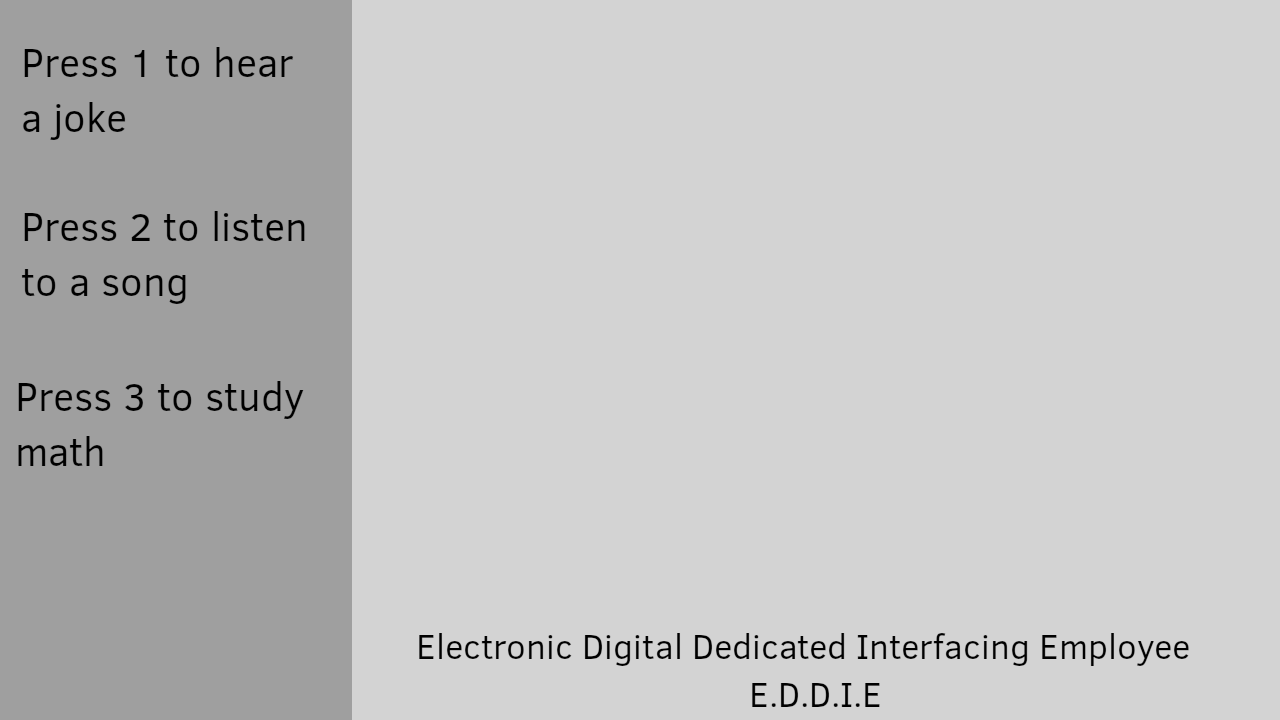 Press 1 to hear
a joke
Press 2 to listen
to a song
Press 3 to study
math
Electronic Digital Dedicated Interfacing Employee
E.D.D.I.E